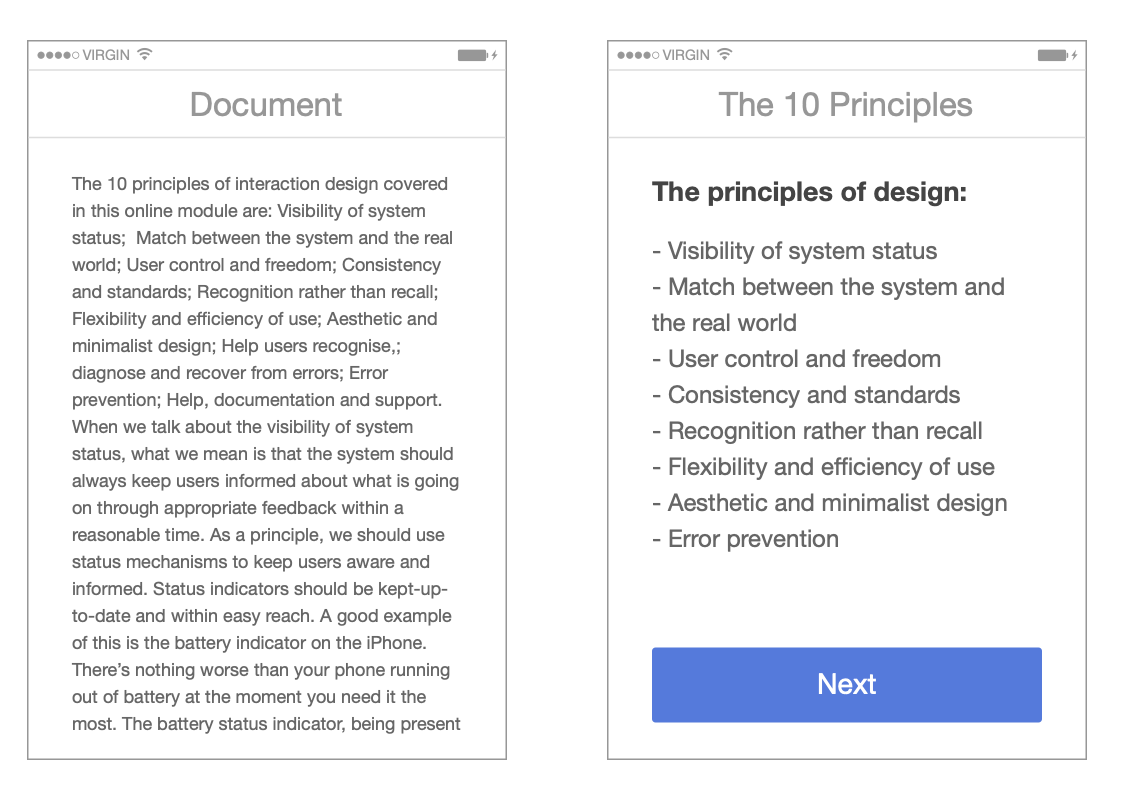 VIRGIN
Document
The 10 principles of interaction design covered
in this online module are: Visibility of system
status;  Match between the system and the real
world; User control and freedom; Consistency
and standards; Recognition rather than recall;
Flexibility and efficiency of use; Aesthetic and
minimalist design; Help users recognise,;
diagnose and recover from errors; Error
prevention; Help, documentation and support.
When we talk about the visibility of system
status, what we mean is that the system should
always keep users informed about what is going
on through appropriate feedback within a
reasonable time. As a principle, we should use
status mechanisms to keep users aware and
informed. Status indicators should be kept-up-
to-date and within easy reach. A good example
of this is the battery indicator on the iPhone.
There’s nothing worse than your phone running
out of battery at the moment you need it the
most. The battery status indicator, being present
VIRGIN
The 10 Principles
The principles of design:
- Visibility of system status
- Match between the system and
the real world
- User control and freedom
- Consistency and standards
- Recognition rather than recall
- Flexibility and efficiency of use
- Aesthetic and minimalist design
- Error prevention
Next